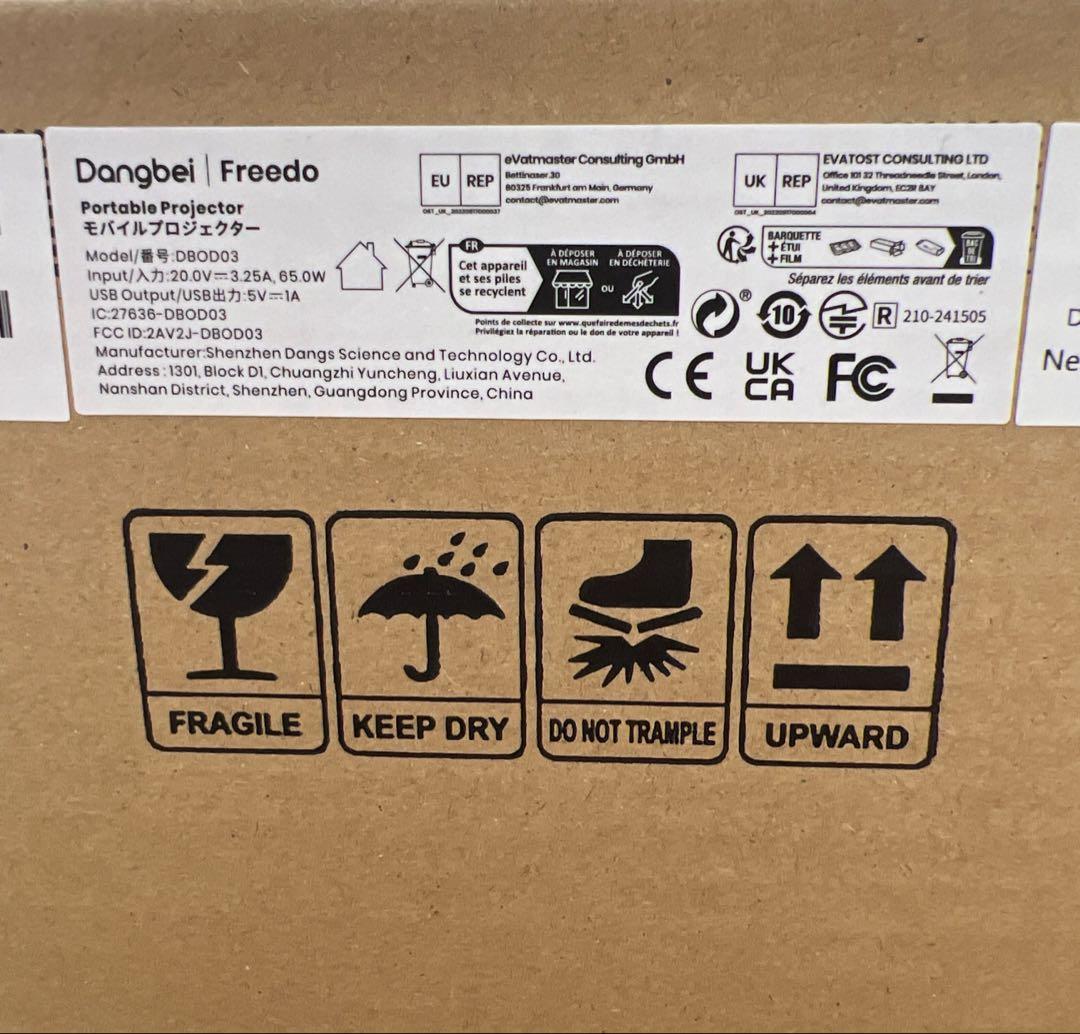 Dangbei | Freedo
Portable Projector
モバイルプロジェクター
Model/番号:DBOD03
Input/入力:20.0V⎓3.25A, 65.0W
USB Output/USB出力:5V⎓1A
IC:27636-DBOD03
FCC ID:2AV2J-DBOD03
Manufacturer:Shenzhen Dangs Science and Technology Co., Ltd.
Address:1301, Block D1, Chuangzhi Yuncheng, Liuxian Avenue,
Nanshan District, Shenzhen, Guangdong Province, China
EU REP
eVatmaster Consulting GmbH
Bettinastr.30
60325 Frankfurt am Main, Germany
contact@evatmaster.com
UK REP
EVATOST CONSULTING LTD
Office 101 32 Threadneedle Street, London,
United Kingdom, EC2R 8AY
contact@evatmaster.com
FR
Cet appareil
et ses piles
se recyclent
À DÉPOSER
EN MAGASIN
OU
À DÉPOSER
EN DÉCHÈTERIE
Points de collecte sur www.quefairedemesdechets.fr
Privilégiez la réparation ou le don de votre appareil !
BARQUETTE
+ ÉTUI
+ FILM
BAC
DE
TRI
Séparez les éléments avant de trier
®
10
R 210-241505
CE
UK
CA
FC
D
Ne
FRAGILE
KEEP DRY
DO NOT TRAMPLE
UPWARD